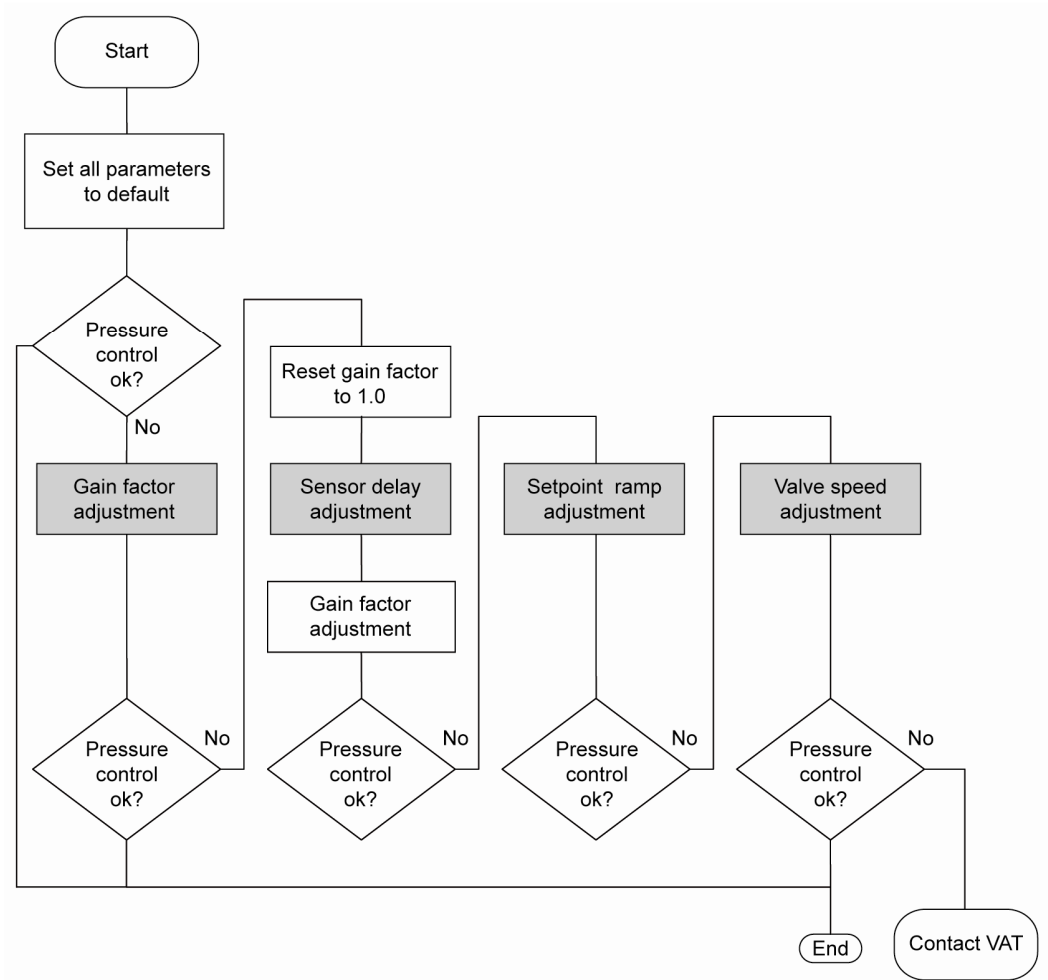 Start
Set all parameters
to default
Pressure
control
ok?
No
Gain factor
adjustment
Pressure
control
ok?
No
Reset gain factor
to 1.0
Sensor delay
adjustment
Gain factor
adjustment
Pressure
control
ok?
No
Setpoint ramp
adjustment
Pressure
control
ok?
No
Valve speed
adjustment
Pressure
control
ok?
No
End
Contact VAT